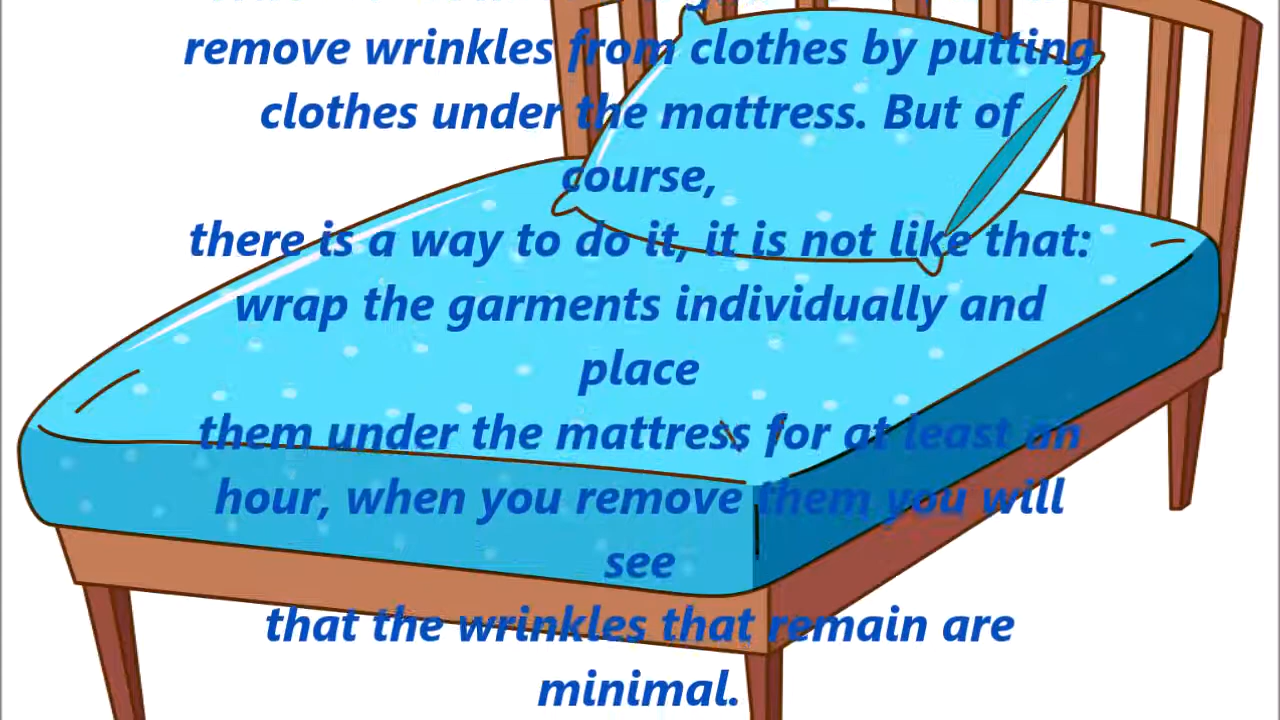 remove wrinkles from clothes by putting
clothes under the mattress. But of
course,
there is a way to do it, it is not like that:
wrap the garments individually and
place
them under the mattress for at least an
hour, when you remove them you will
see
that the wrinkles that remain are
minimal.